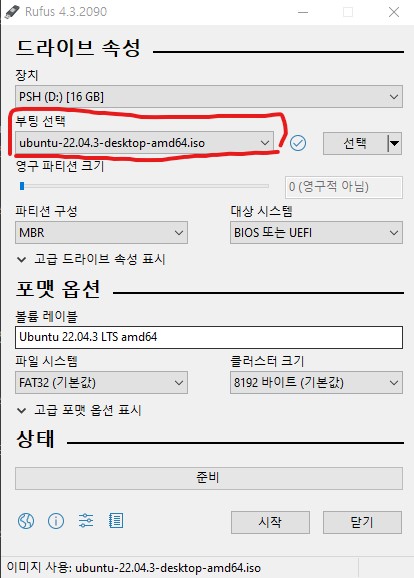 Rufus 4.3.2090
드라이브 속성
장치
PSH (D:) [16 GB]
부팅 선택
ubuntu-22.04.3-desktop-amd64.iso
선택
영구 파티션 크기
0 (영구적 아님)
파티션 구성 대상 시스템
MBR BIOS 또는 UEFI
고급 드라이브 속성 표시
포맷 옵션
볼륨 레이블
Ubuntu 22.04.3 LTS amd64
파일 시스템 클러스터 크기
FAT32 (기본값) 8192 바이트 (기본값)
고급 포맷 옵션 표시
상태
준비
시작 닫기
이미지 사용: ubuntu-22.04.3-desktop-amd64.iso